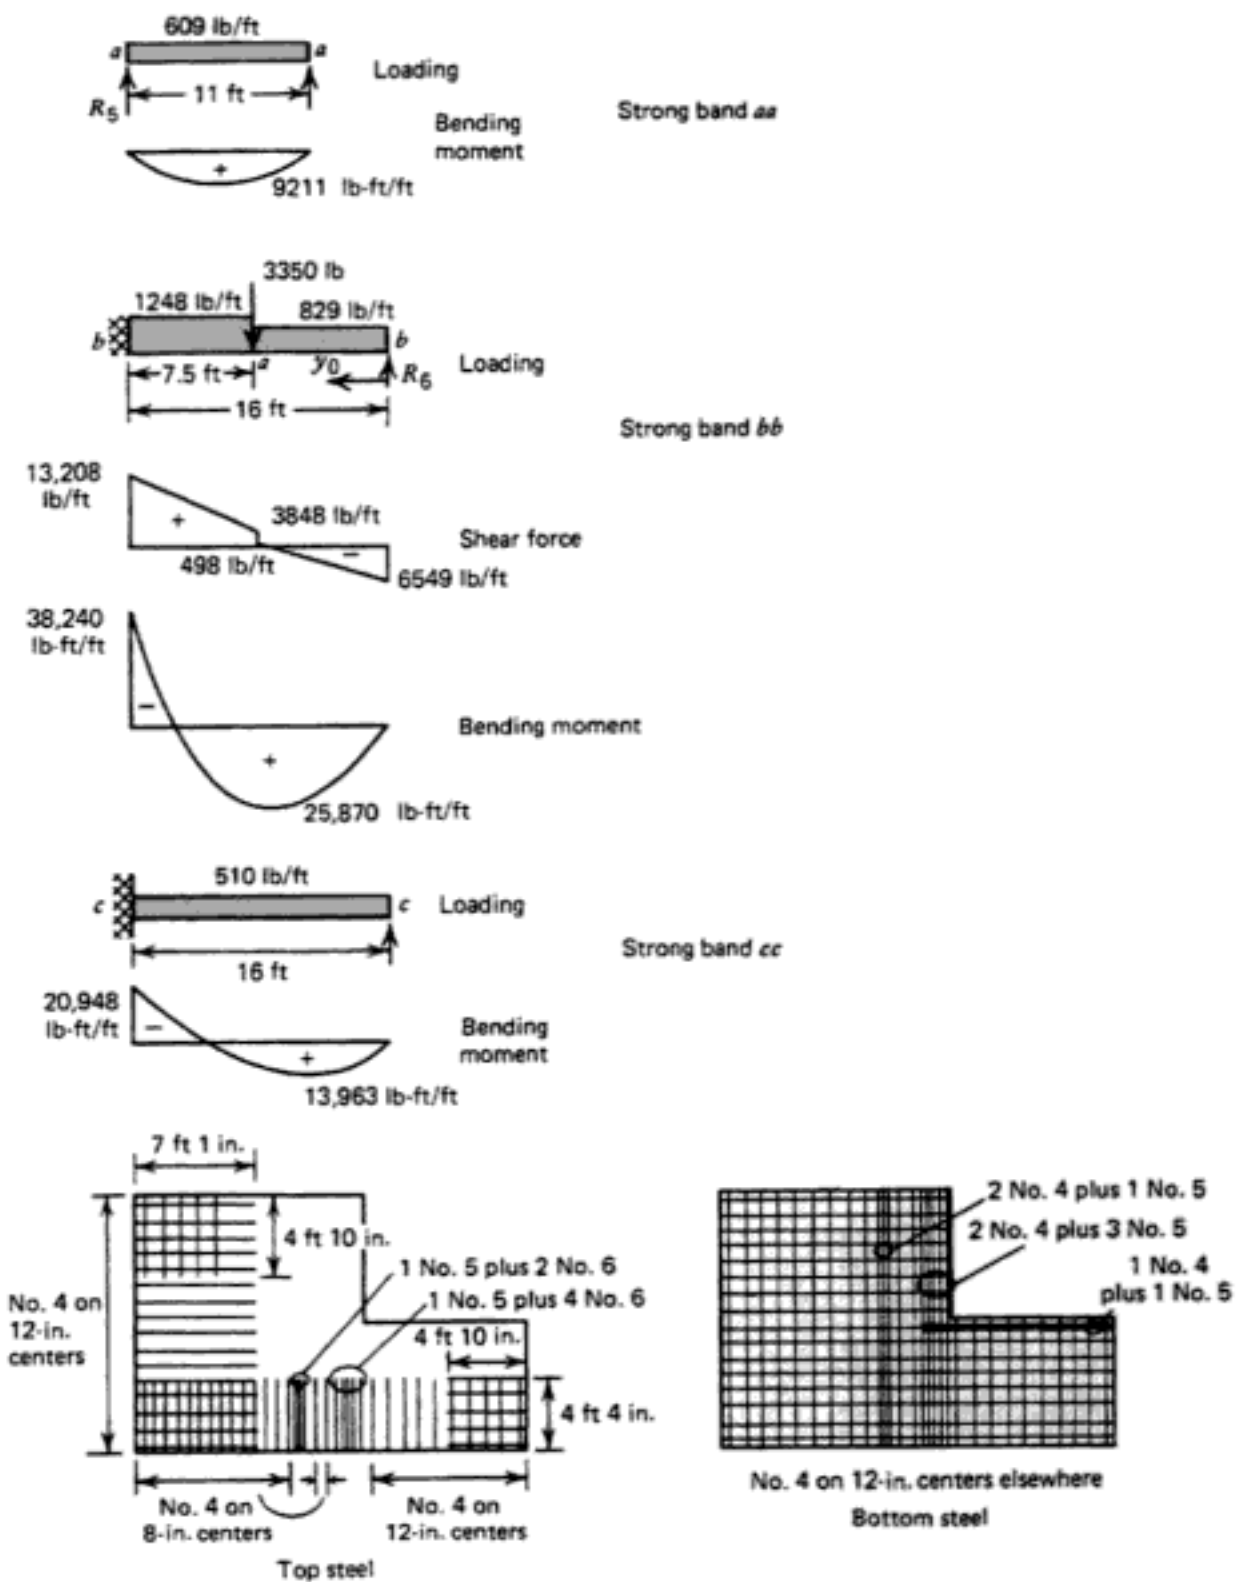 609 lb/ft
a
a
Loading
11 ft
R5
Strong band aa
Bending
moment
+
9211 lb-ft/ft
3350 lb
1248 lb/ft
829 lb/ft
b
b
a
y0
R6
7.5 ft
Loading
16 ft
Strong band bb
13,208
lb/ft
3848 lb/ft
+
Shear force
−
498 lb/ft
6549 lb/ft
38,240
lb-ft/ft
−
Bending moment
+
25,870 lb-ft/ft
510 lb/ft
c
c
Loading
Strong band cc
16 ft
20,948
lb-ft/ft
−
Bending
moment
+
13,963 lb-ft/ft
7 ft 1 in.
4 ft 10 in.
1 No. 5 plus 2 No. 6
1 No. 5 plus 4 No. 6
No. 4 on
12-in.
centers
4 ft 10 in.
4 ft 4 in.
No. 4 on
8-in. centers
No. 4 on
12-in. centers
Top steel
2 No. 4 plus 1 No. 5
2 No. 4 plus 3 No. 5
1 No. 4
plus 1 No. 5
No. 4 on 12-in. centers elsewhere
Bottom steel